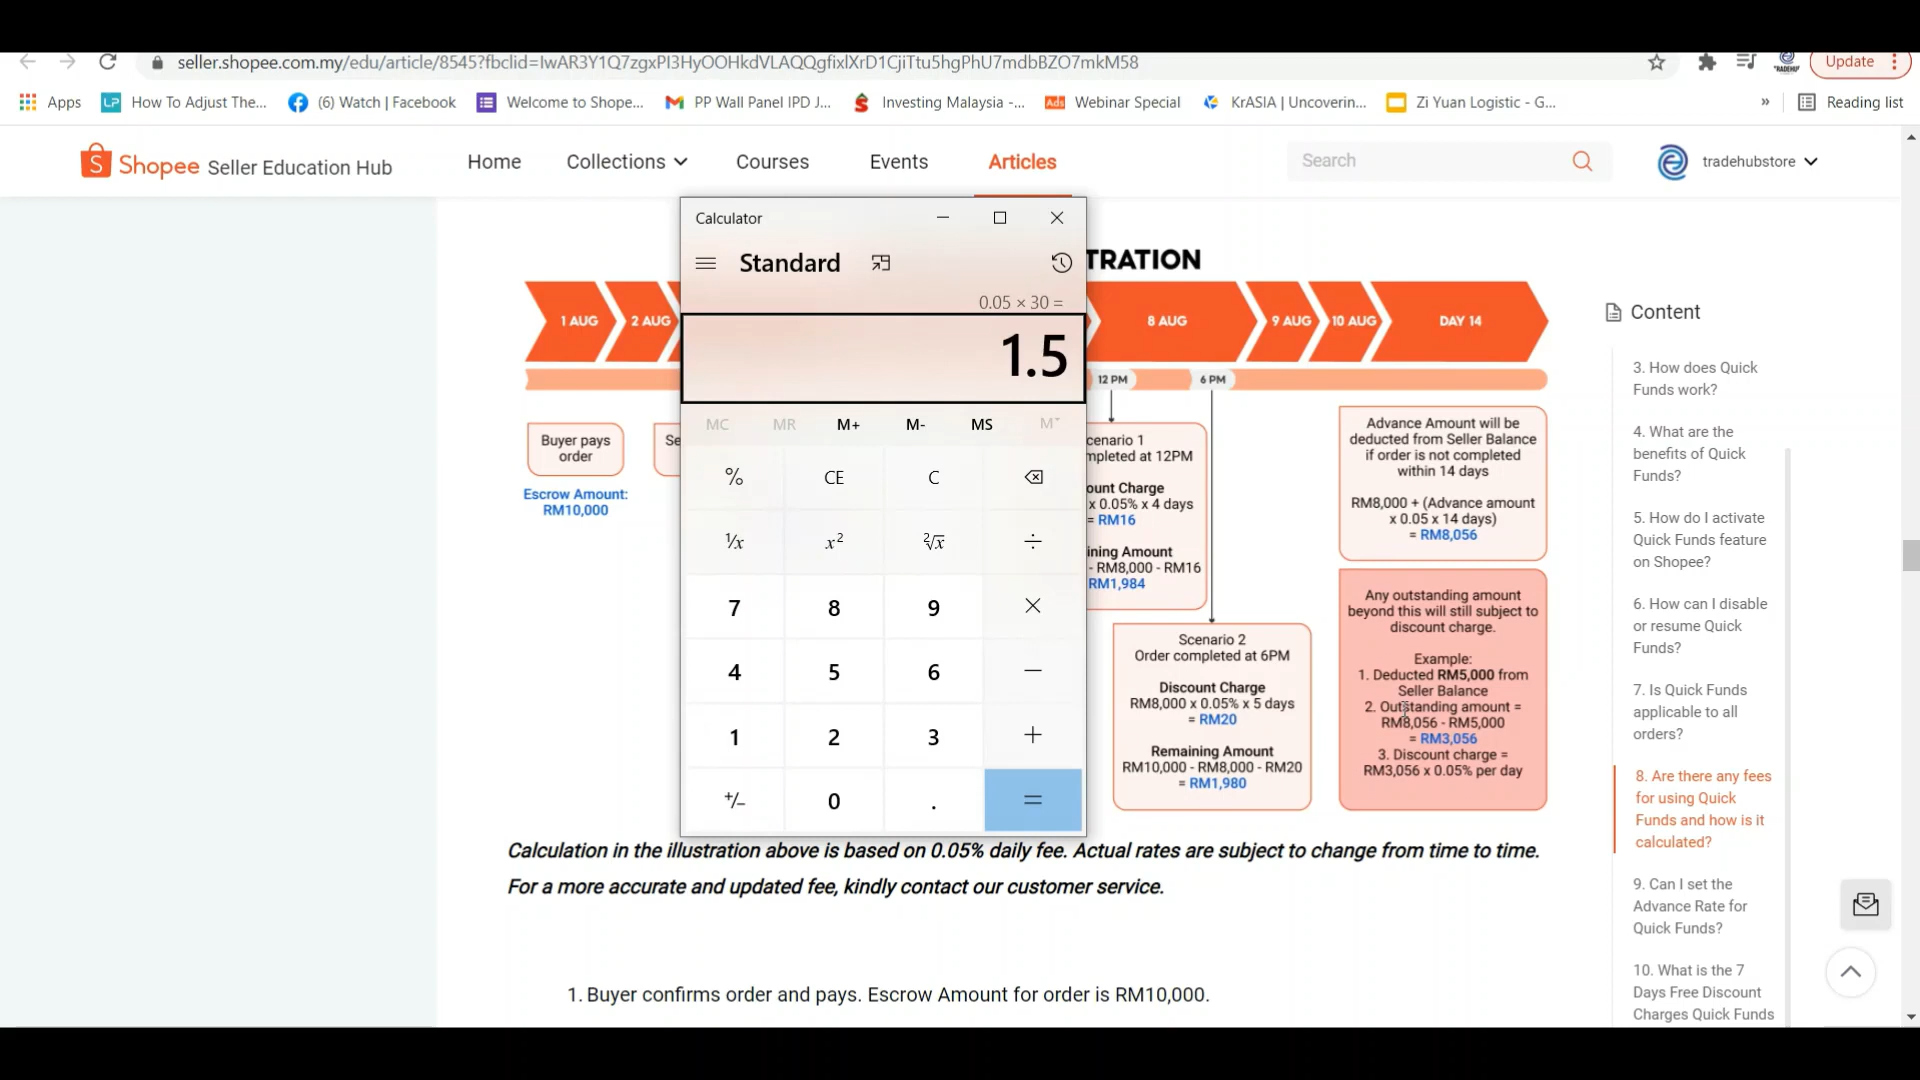 seller.shopee.com.my/edu/article/8545?fbclid=IwAR3Y1Q7zgxPI3HyOOHkdVLAQQgfixlXrD1CjiTtu5hgPhU7mdbBZO7mkM58
Update
Apps
How To Adjust The...
(6) Watch | Facebook
Welcome to Shope...
PP Wall Panel IPD J...
Investing Malaysia -...
Ads
Webinar Special
KrASIA | Uncoverin...
Zi Yuan Logistic - G...
»
Reading list
Shopee Seller Education Hub
Home
Collections
Courses
Events
Articles
Search
tradehubstore
Calculator
Standard
0.05 × 30 =
1.5
MC MR M+ M- MS M˅
% CE C
¹/x x² ²√x ÷
7 8 9 ×
4 5 6 −
1 2 3 +
+/− 0 . =
TRATION
1 AUG
2 AUG
8 AUG
9 AUG
10 AUG
DAY 14
12 PM
6 PM
Buyer pays
order
Escrow Amount:
RM10,000
Se
cenario 1
mpleted at 12PM
ount Charge
x 0.05% x 4 days
= RM16
ining Amount
- RM8,000 - RM16
RM1,984
Scenario 2
Order completed at 6PM
Discount Charge
RM8,000 x 0.05% x 5 days
= RM20
Remaining Amount
RM10,000 - RM8,000 - RM20
= RM1,980
Advance Amount will be
deducted from Seller Balance
if order is not completed
within 14 days
RM8,000 + (Advance amount
x 0.05 x 14 days)
= RM8,056
Any outstanding amount
beyond this will still subject to
discount charge.
Example:
1. Deducted RM5,000 from
Seller Balance
2. Outstanding amount =
RM8,056 - RM5,000
= RM3,056
3. Discount charge =
RM3,056 x 0.05% per day
Calculation in the illustration above is based on 0.05% daily fee. Actual rates are subject to change from time to time.
For a more accurate and updated fee, kindly contact our customer service.
1. Buyer confirms order and pays. Escrow Amount for order is RM10,000.
Content
3. How does Quick
Funds work?
4. What are the
benefits of Quick
Funds?
5. How do I activate
Quick Funds feature
on Shopee?
6. How can I disable
or resume Quick
Funds?
7. Is Quick Funds
applicable to all
orders?
8. Are there any fees
for using Quick
Funds and how is it
calculated?
9. Can I set the
Advance Rate for
Quick Funds?
10. What is the 7
Days Free Discount
Charges Quick Funds